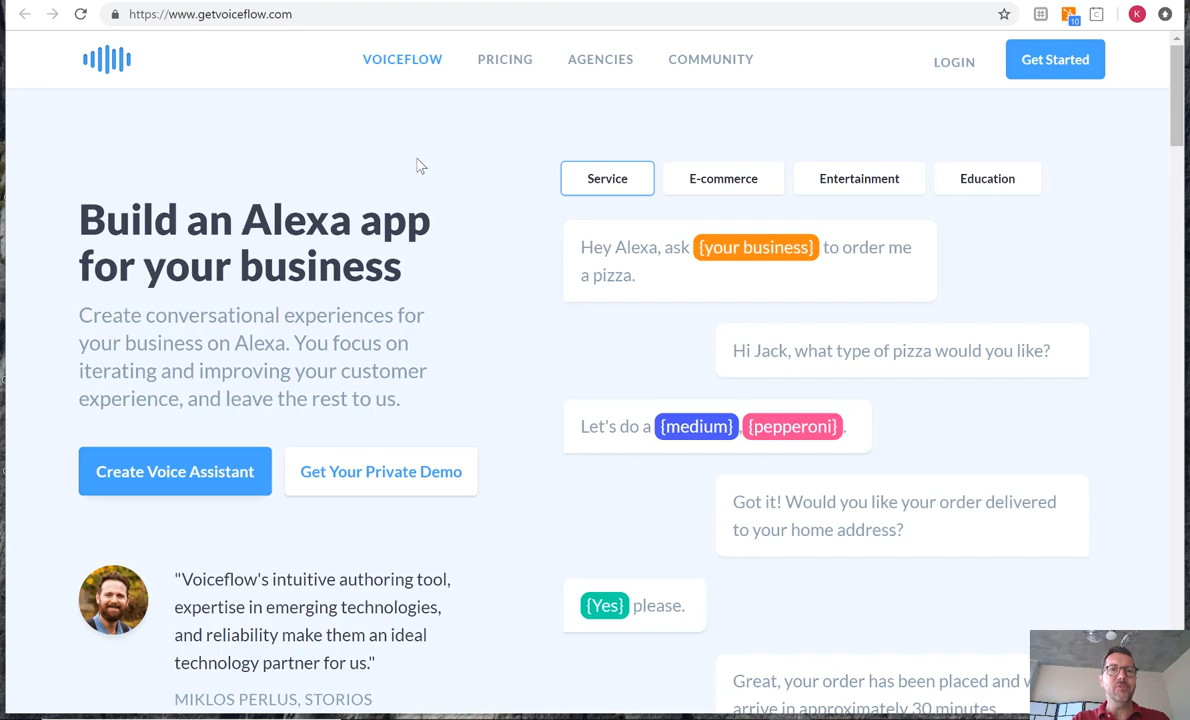 https://www.getvoiceflow.com
10
C
K
VOICEFLOW PRICING AGENCIES COMMUNITY LOGIN Get Started
Service E-commerce Entertainment Education
Build an Alexa app
for your business
Create conversational experiences for
your business on Alexa. You focus on
iterating and improving your customer
experience, and leave the rest to us.
Create Voice Assistant Get Your Private Demo
"Voiceflow's intuitive authoring tool,
expertise in emerging technologies,
and reliability make them an ideal
technology partner for us."
MIKLOS PERLUS, STORIOS
Hey Alexa, ask {your business} to order me
a pizza.
Hi Jack, what type of pizza would you like?
Let's do a {medium}, {pepperoni}.
Got it! Would you like your order delivered
to your home address?
{Yes} please.
Great, your order has been placed and
arrive in approximately 30 minutes.